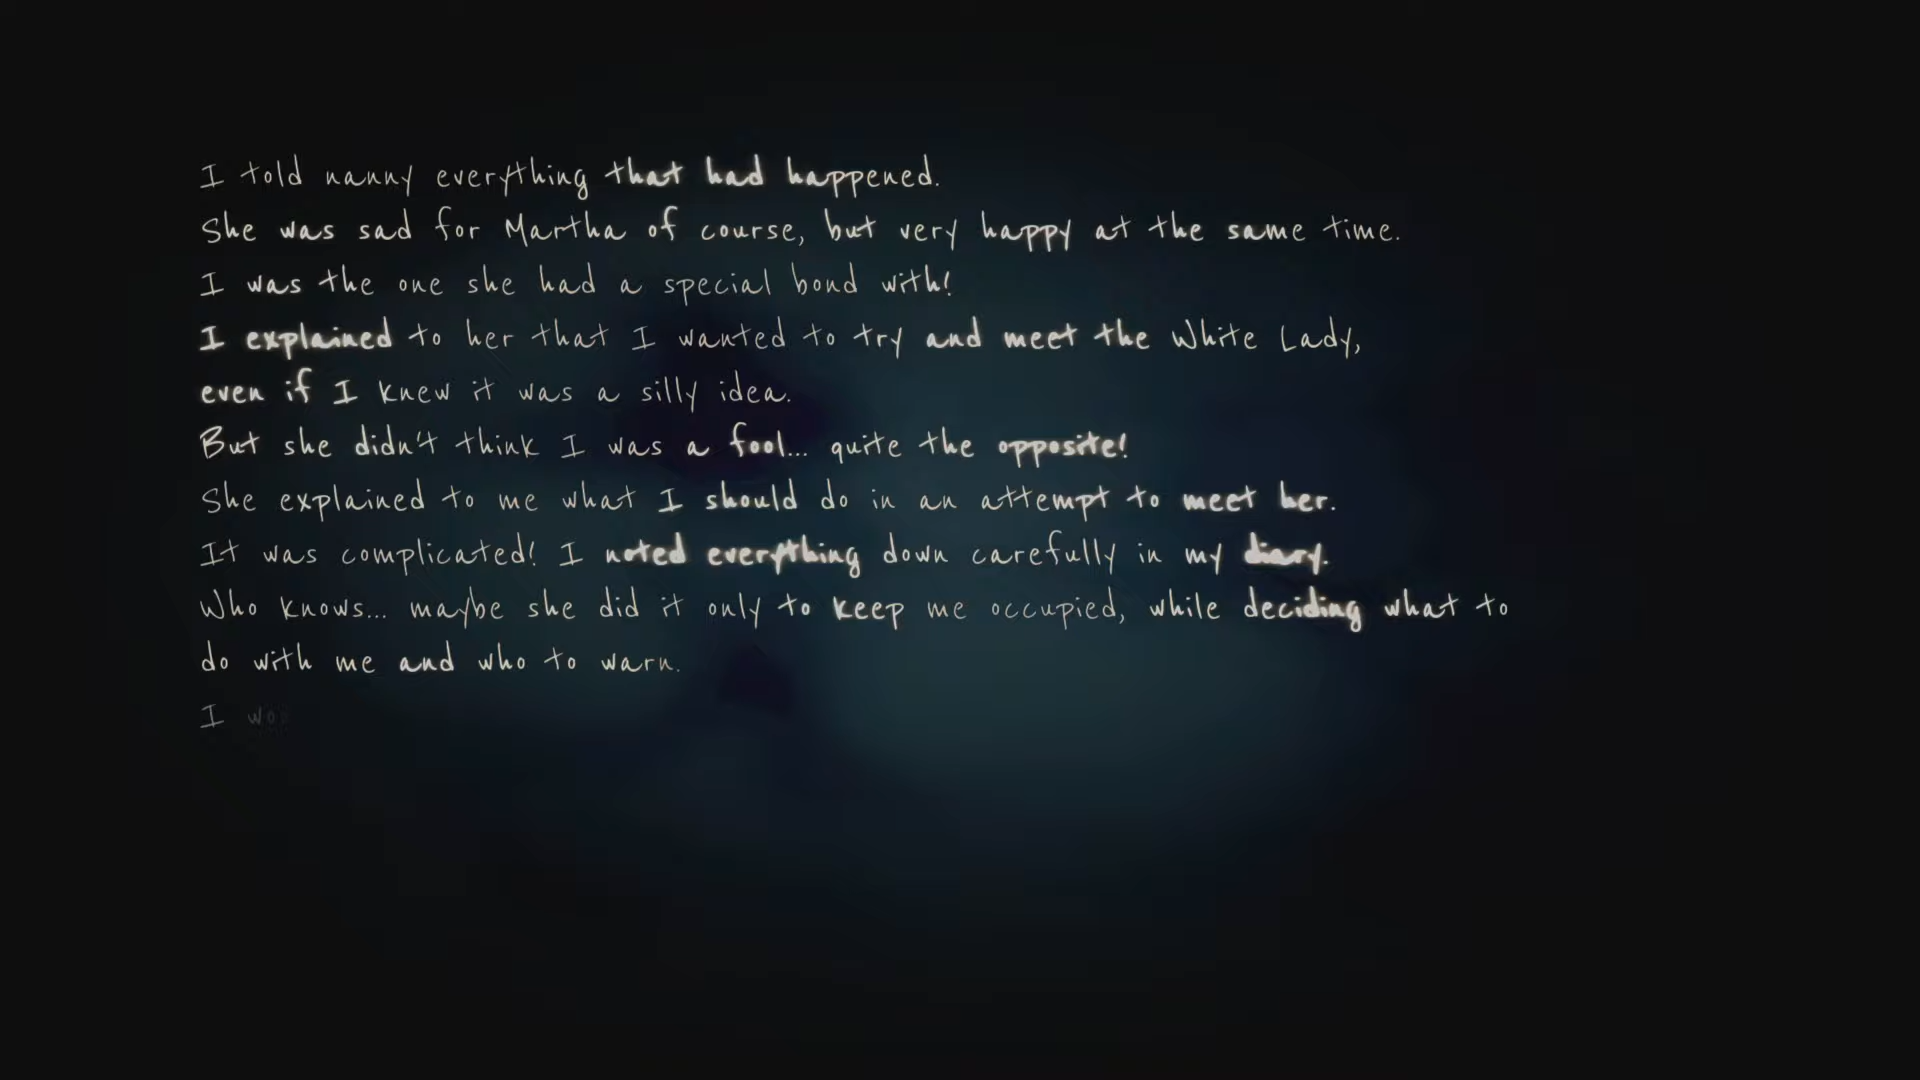 I told nanny everything that had happened.
She was sad for Martha of course, but very happy at the same time.
I was the one she had a special bond with!
I explained to her that I wanted to try and meet the White Lady,
even if I knew it was a silly idea.
But she didn't think I was a fool... quite the opposite!
She explained to me what I should do in an attempt to meet her.
It was complicated! I noted everything down carefully in my diary.
Who knows... maybe she did it only to keep me occupied, while deciding what to
do with me and who to warn.
I